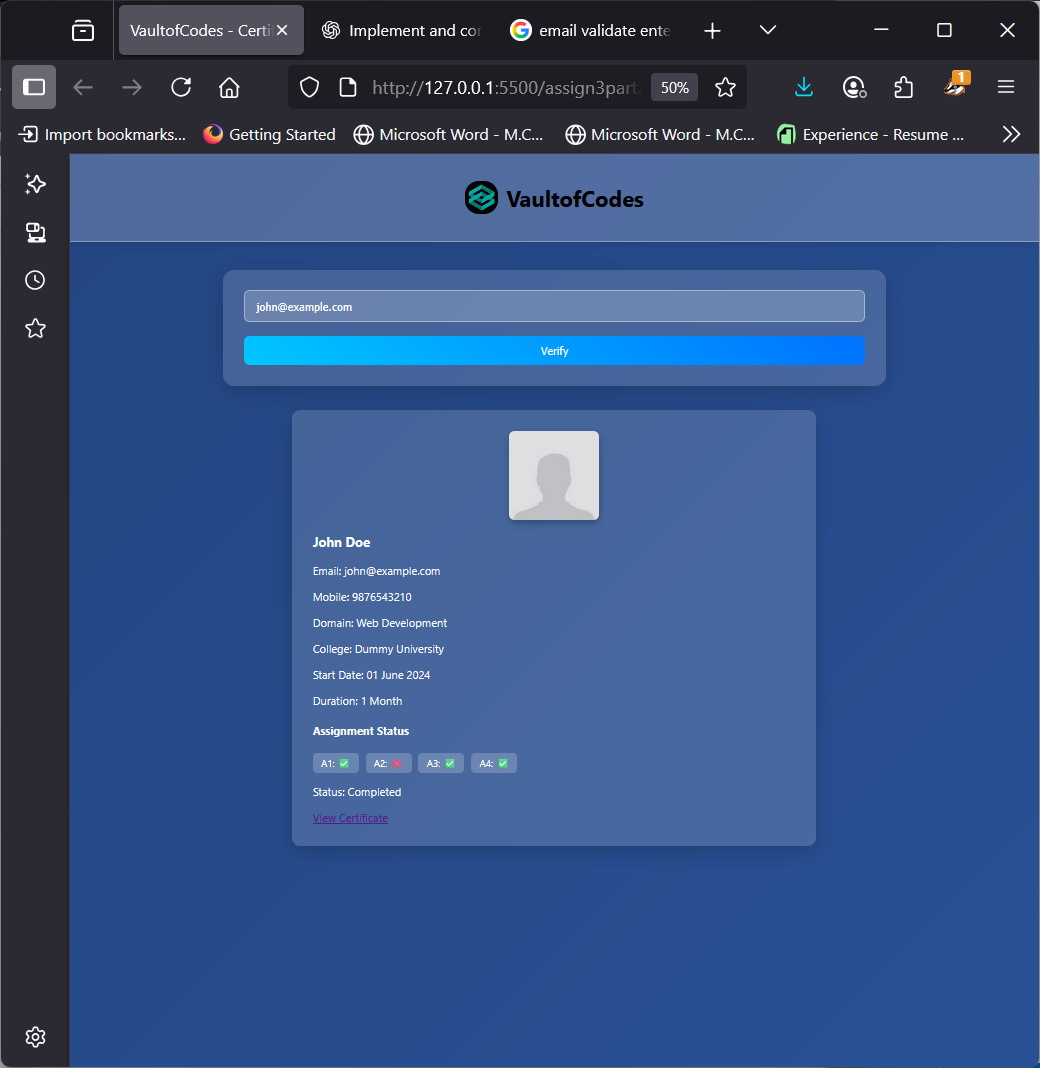 VaultofCodes - Certi
Implement and cor
email validate ente
http://127.0.0.1:5500/assign3part
50%
1
Import bookmarks...
Getting Started
Microsoft Word - M.C...
Microsoft Word - M.C...
Experience - Resume ...
VaultofCodes
john@example.com
Verify
John Doe
Email: john@example.com
Mobile: 9876543210
Domain: Web Development
College: Dummy University
Start Date: 01 June 2024
Duration: 1 Month
Assignment Status
A1: ✅ A2: ❌ A3: ✅ A4: ✅
Status: Completed
View Certificate